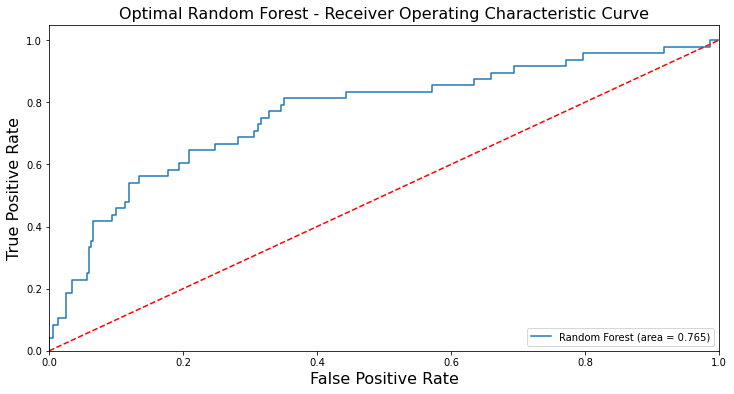 Optimal Random Forest - Receiver Operating Characteristic Curve
True Positive Rate
1.0
0.8
0.6
0.4
0.2
0.0
Random Forest (area = 0.765)
0.0 0.2 0.4 0.6 0.8 1.0
False Positive Rate